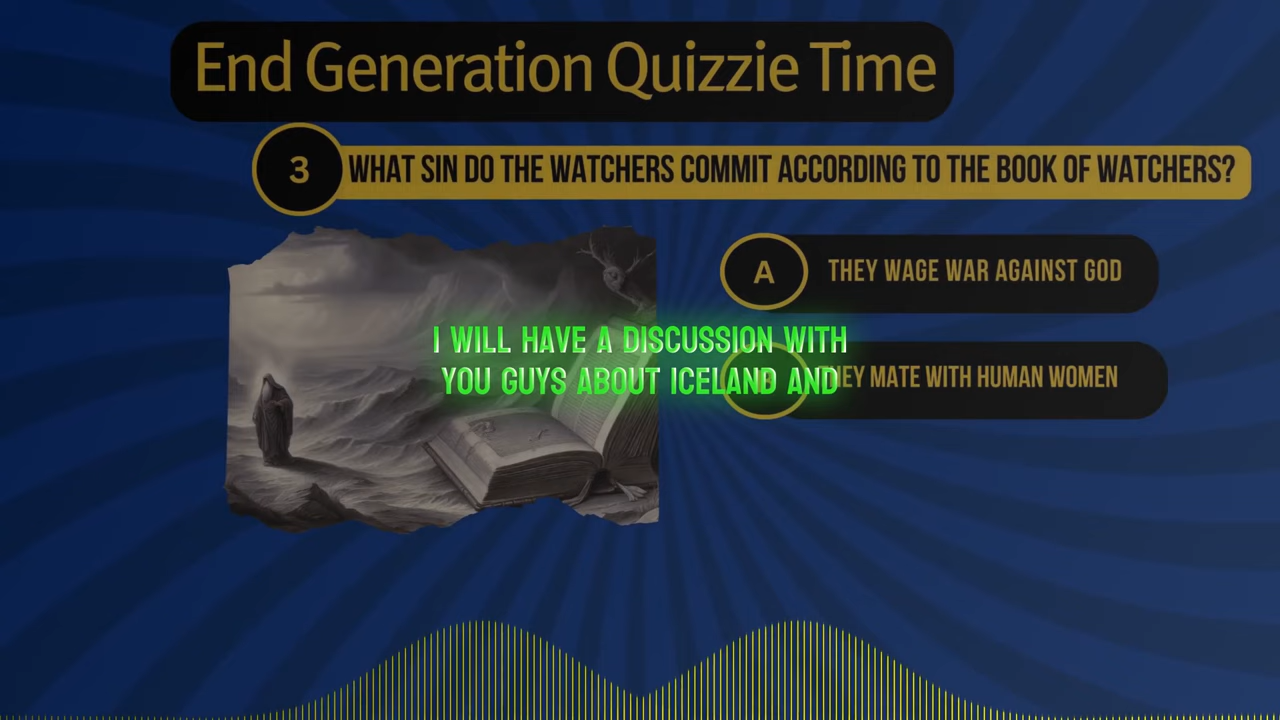 End Generation Quizzie Time
3
WHAT SIN DO THE WATCHERS COMMIT ACCORDING TO THE BOOK OF WATCHERS?
A
THEY WAGE WAR AGAINST GOD
THEY MATE WITH HUMAN WOMEN
I WILL HAVE A DISCUSSION WITH
YOU GUYS ABOUT ICELAND AND